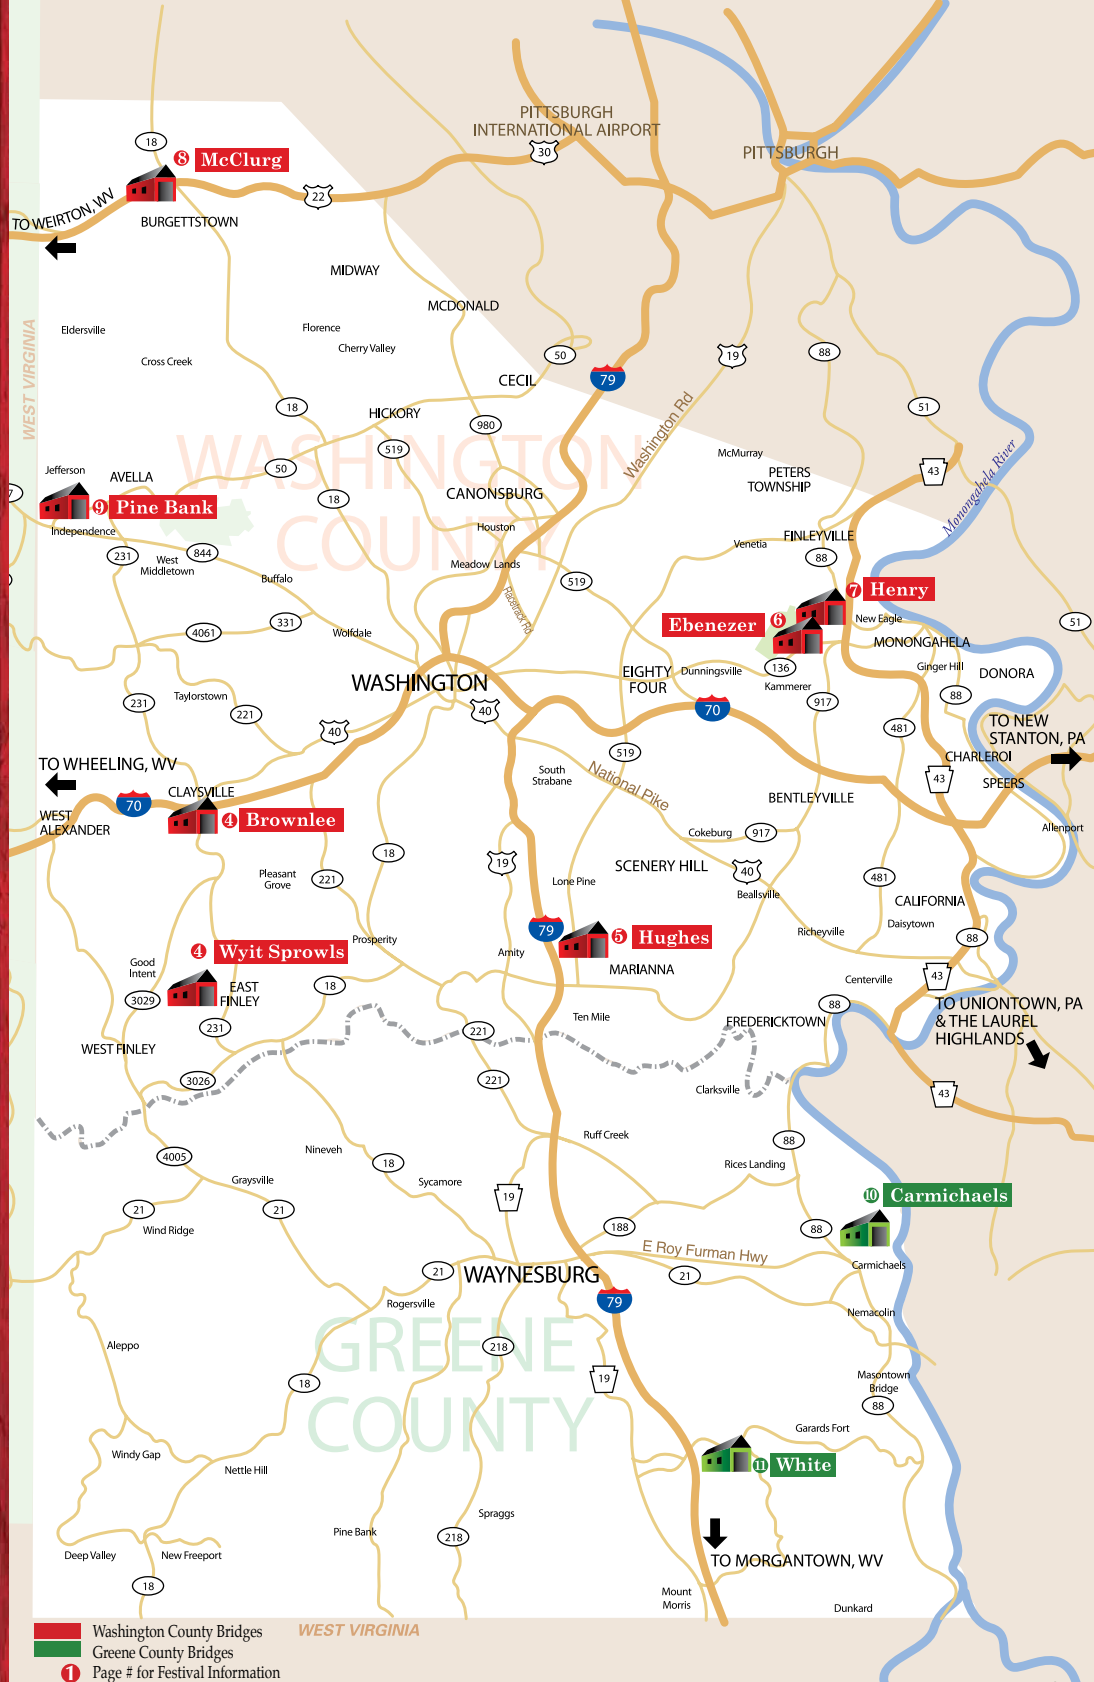 PITTSBURGH
INTERNATIONAL AIRPORT
30
PITTSBURGH
18
8 McClurg
22
TO WEIRTON, WV
BURGETTSTOWN
MIDWAY
MCDONALD
Eldersville
Florence
Cherry Valley
Cross Creek
WEST VIRGINIA
50
19
88
CECIL
79
18
HICKORY
51
980
519
Washington Rd
WASHINGTON
COUNTY
McMurray
PETERS
TOWNSHIP
43
Monongahela River
50
Jefferson
AVELLA
CANONSBURG
18
7
9 Pine Bank
Independence
Houston
FINLEYVILLE
Venetia
88
231
844
West
Middletown
Meadow Lands
Buffalo
519
7 Henry
Racetrack Rd
4061
331
Wolfdale
Ebenezer 6
New Eagle
51
MONONGAHELA
136
Ginger Hill
DONORA
EIGHTY
FOUR
Dunningsville
Kammerer
WASHINGTON
Taylorstown
231
221
40
40
70
917
88
481
TO NEW
STANTON, PA
519
TO WHEELING, WV
CHARLEROI
43
SPEERS
South
Strabane
National Pike
CLAYSVILLE
70
WEST
ALEXANDER
4 Brownlee
BENTLEYVILLE
Allenport
Cokeburg
917
18
19
SCENERY HILL
40
Pleasant
Grove
221
Lone Pine
481
Beallsville
CALIFORNIA
Daisytown
79
5 Hughes
Richeyville
88
4 Wyit Sprowls
Prosperity
Amity
Good
Intent
MARIANNA
EAST
FINLEY
18
Centerville
43
3029
88
TO UNIONTOWN, PA
& THE LAUREL
HIGHLANDS
Ten Mile
FREDERICKTOWN
231
221
WEST FINLEY
3026
221
Clarksville
43
Ruff Creek
88
Nineveh
4005
18
Rices Landing
Graysville
Sycamore
19
10 Carmichaels
21
21
Wind Ridge
188
88
E Roy Furman Hwy
Carmichaels
21
WAYNESBURG
21
79
Rogersville
Nemacolin
GREENE
COUNTY
Aleppo
218
18
19
Masontown
Bridge
88
Garards Fort
Windy Gap
Nettle Hill
11 White
Spraggs
Pine Bank
218
Deep Valley
New Freeport
TO MORGANTOWN, WV
18
Mount
Morris
Dunkard
WEST VIRGINIA
Washington County Bridges
Greene County Bridges
1 Page # for Festival Information